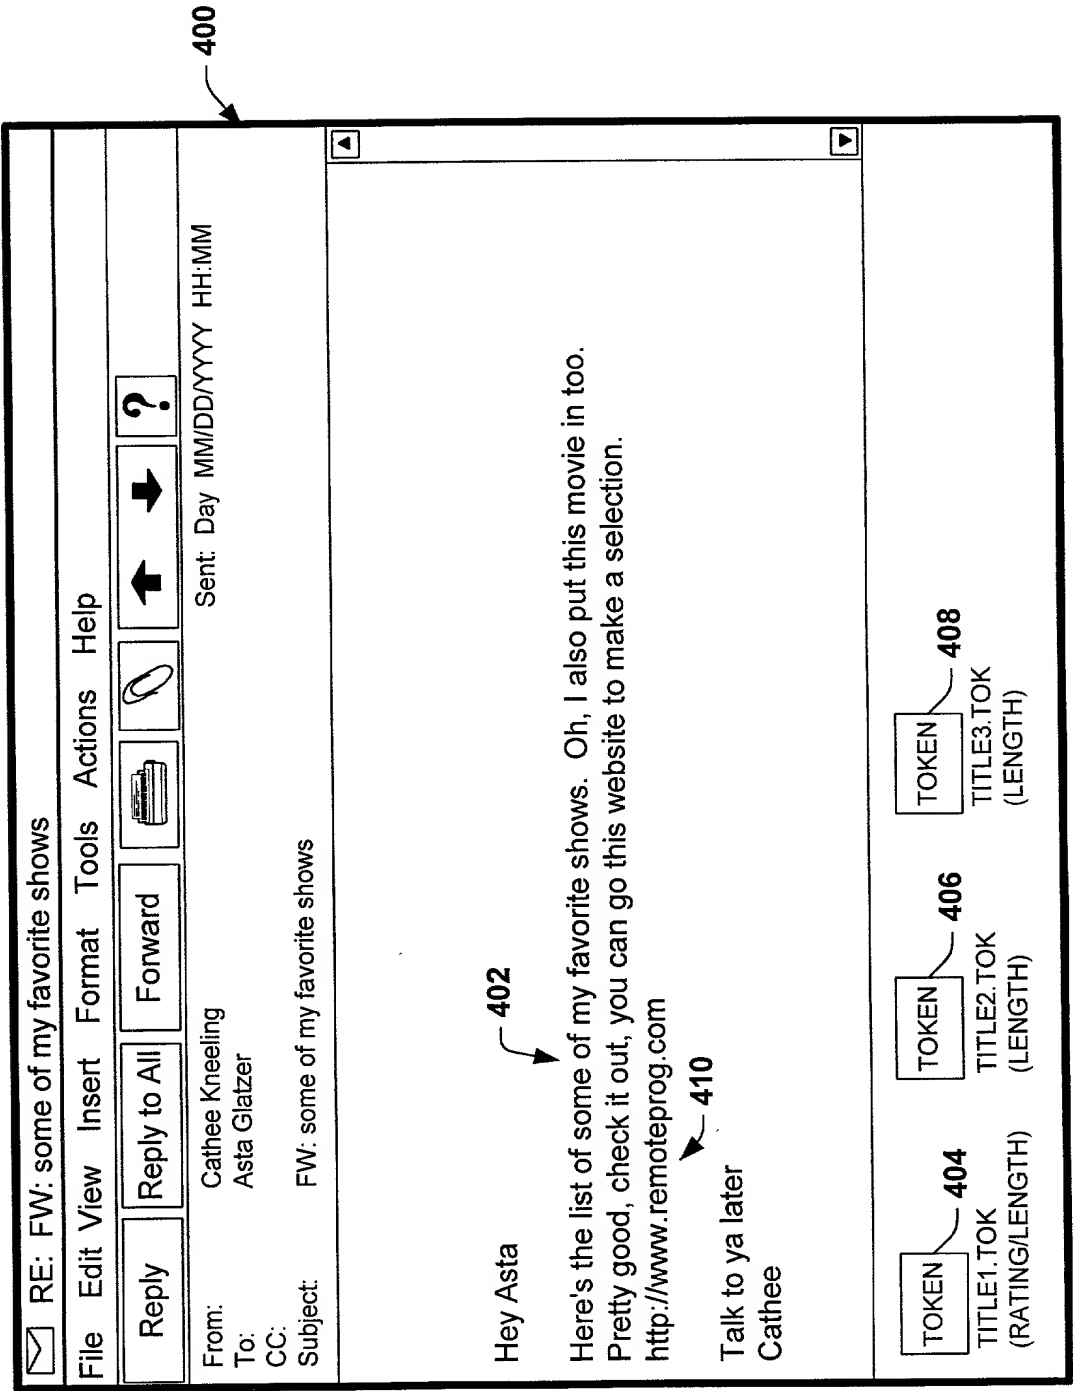 400
RE: FW: some of my favorite shows
File Edit View Insert Format Tools Actions Help
Reply Reply to All Forward ?
From: Cathee Kneeling Sent: Day MM/DD/YYYY HH:MM
To: Asta Glatzer
CC:
Subject: FW: some of my favorite shows
402
Hey Asta
Here's the list of some of my favorite shows. Oh, I also put this movie in too.
Pretty good, check it out, you can go this website to make a selection.
http://www.remoteprog.com
410
Talk to ya later
Cathee
TOKEN 404 TOKEN 406 TOKEN 408
TITLE1.TOK TITLE2.TOK TITLE3.TOK
(RATING/LENGTH) (LENGTH) (LENGTH)